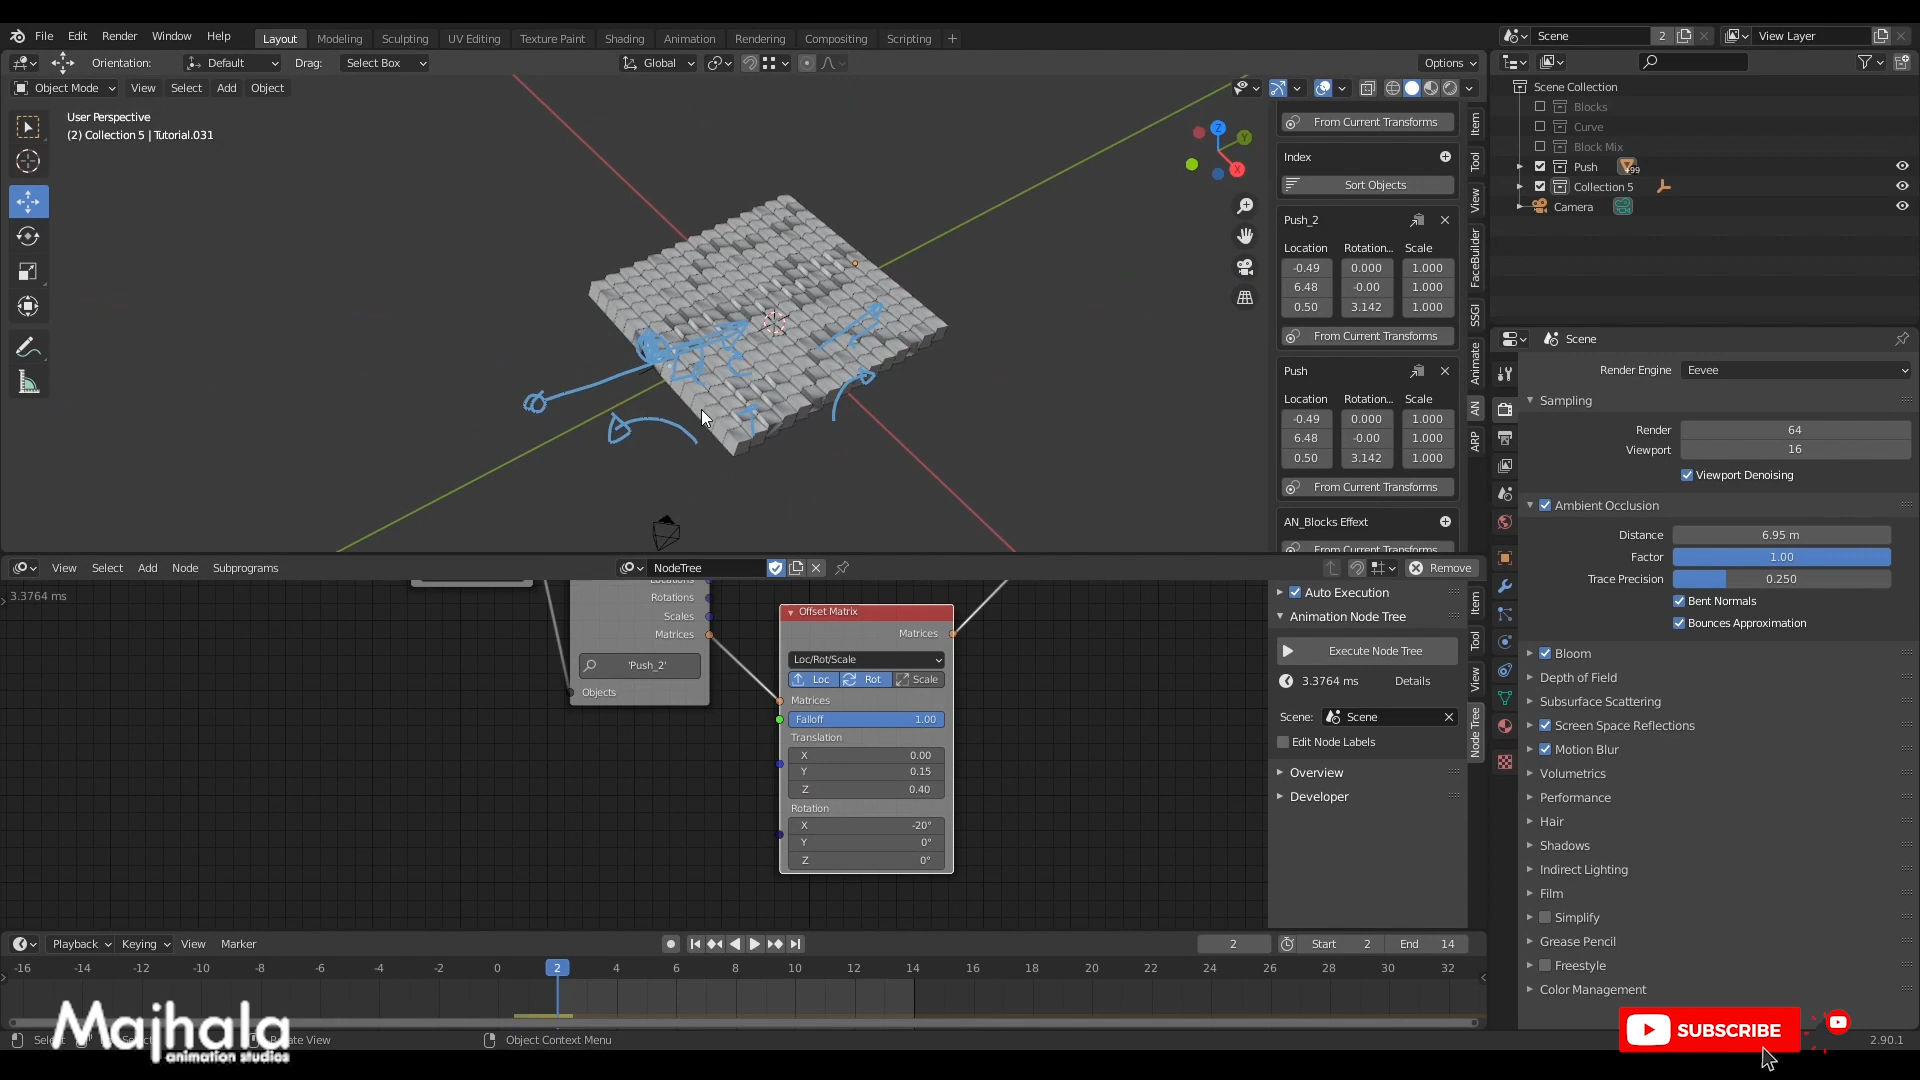 File Edit Render Window Help Layout Modeling Sculpting UV Editing Texture Paint Shading Animation Rendering Compositing Scripting + Scene 2 View Layer
Orientation: Default Drag: Select Box Global Options
Object Mode View Select Add Object
User Perspective
(2) Collection 5 | Tutorial.031
Z
Y
X
From Current Transforms
Index
Sort Objects
Push_2
Location Rotation... Scale
-0.49 0.000 1.000
6.48 -0.00 1.000
0.50 3.142 1.000
From Current Transforms
Push
Location Rotation... Scale
-0.49 0.000 1.000
6.48 -0.00 1.000
0.50 3.142 1.000
From Current Transforms
AN_Blocks Effext
From Current Transforms
Item
Tool
View
FaceBuilder
SSGI
Animate
AN
ARP
Scene Collection
Blocks
Curve
Block Mix
Push 99
Collection 5
Camera
Scene
Render Engine Eevee
Sampling
Render 64
Viewport 16
Viewport Denoising
Ambient Occlusion
Distance 6.95 m
Factor 1.00
Trace Precision 0.250
Bent Normals
Bounces Approximation
Bloom
Depth of Field
Subsurface Scattering
Screen Space Reflections
Motion Blur
Volumetrics
Performance
Hair
Shadows
Indirect Lighting
Film
Simplify
Grease Pencil
Freestyle
Color Management
View Select Add Node Subprograms NodeTree Remove
3.3764 ms
Locations
Rotations
Scales
Matrices
'Push_2'
Objects
Offset Matrix
Matrices
Loc/Rot/Scale
Loc Rot Scale
Matrices
Falloff 1.00
Translation
X 0.00
Y 0.15
Z 0.40
Rotation
X -20°
Y 0°
Z 0°
Auto Execution
Animation Node Tree
Execute Node Tree
3.3764 ms Details
Scene: Scene
Edit Node Labels
Overview
Developer
Item
Tool
View
Node Tree
Playback Keying View Marker 2 Start 2 End 14
-16 -14 -12 -10 -8 -6 -4 -2 0 2 4 6 8 10 12 14 16 18 20 22 24 26 28 30 32
Majhala
animation studios
Object Context Menu
SUBSCRIBE
2.90.1